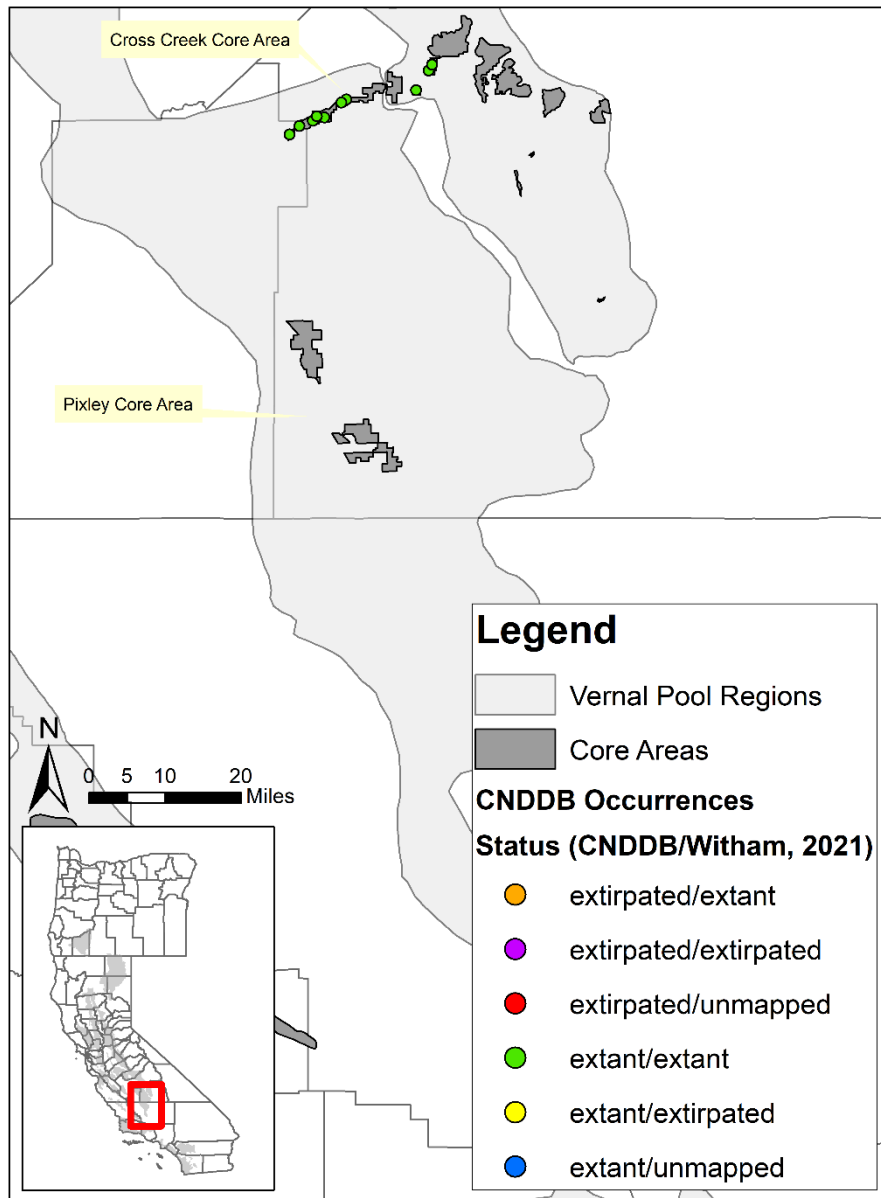 Cross Creek Core Area
Pixley Core Area
Legend
Vernal Pool Regions
Core Areas
CNDDB Occurrences
Status (CNDDB/Witham, 2021)
extirpated/extant
extirpated/extirpated
extirpated/unmapped
extant/extant
extant/extirpated
extant/unmapped
N
0 5 10 20
Miles